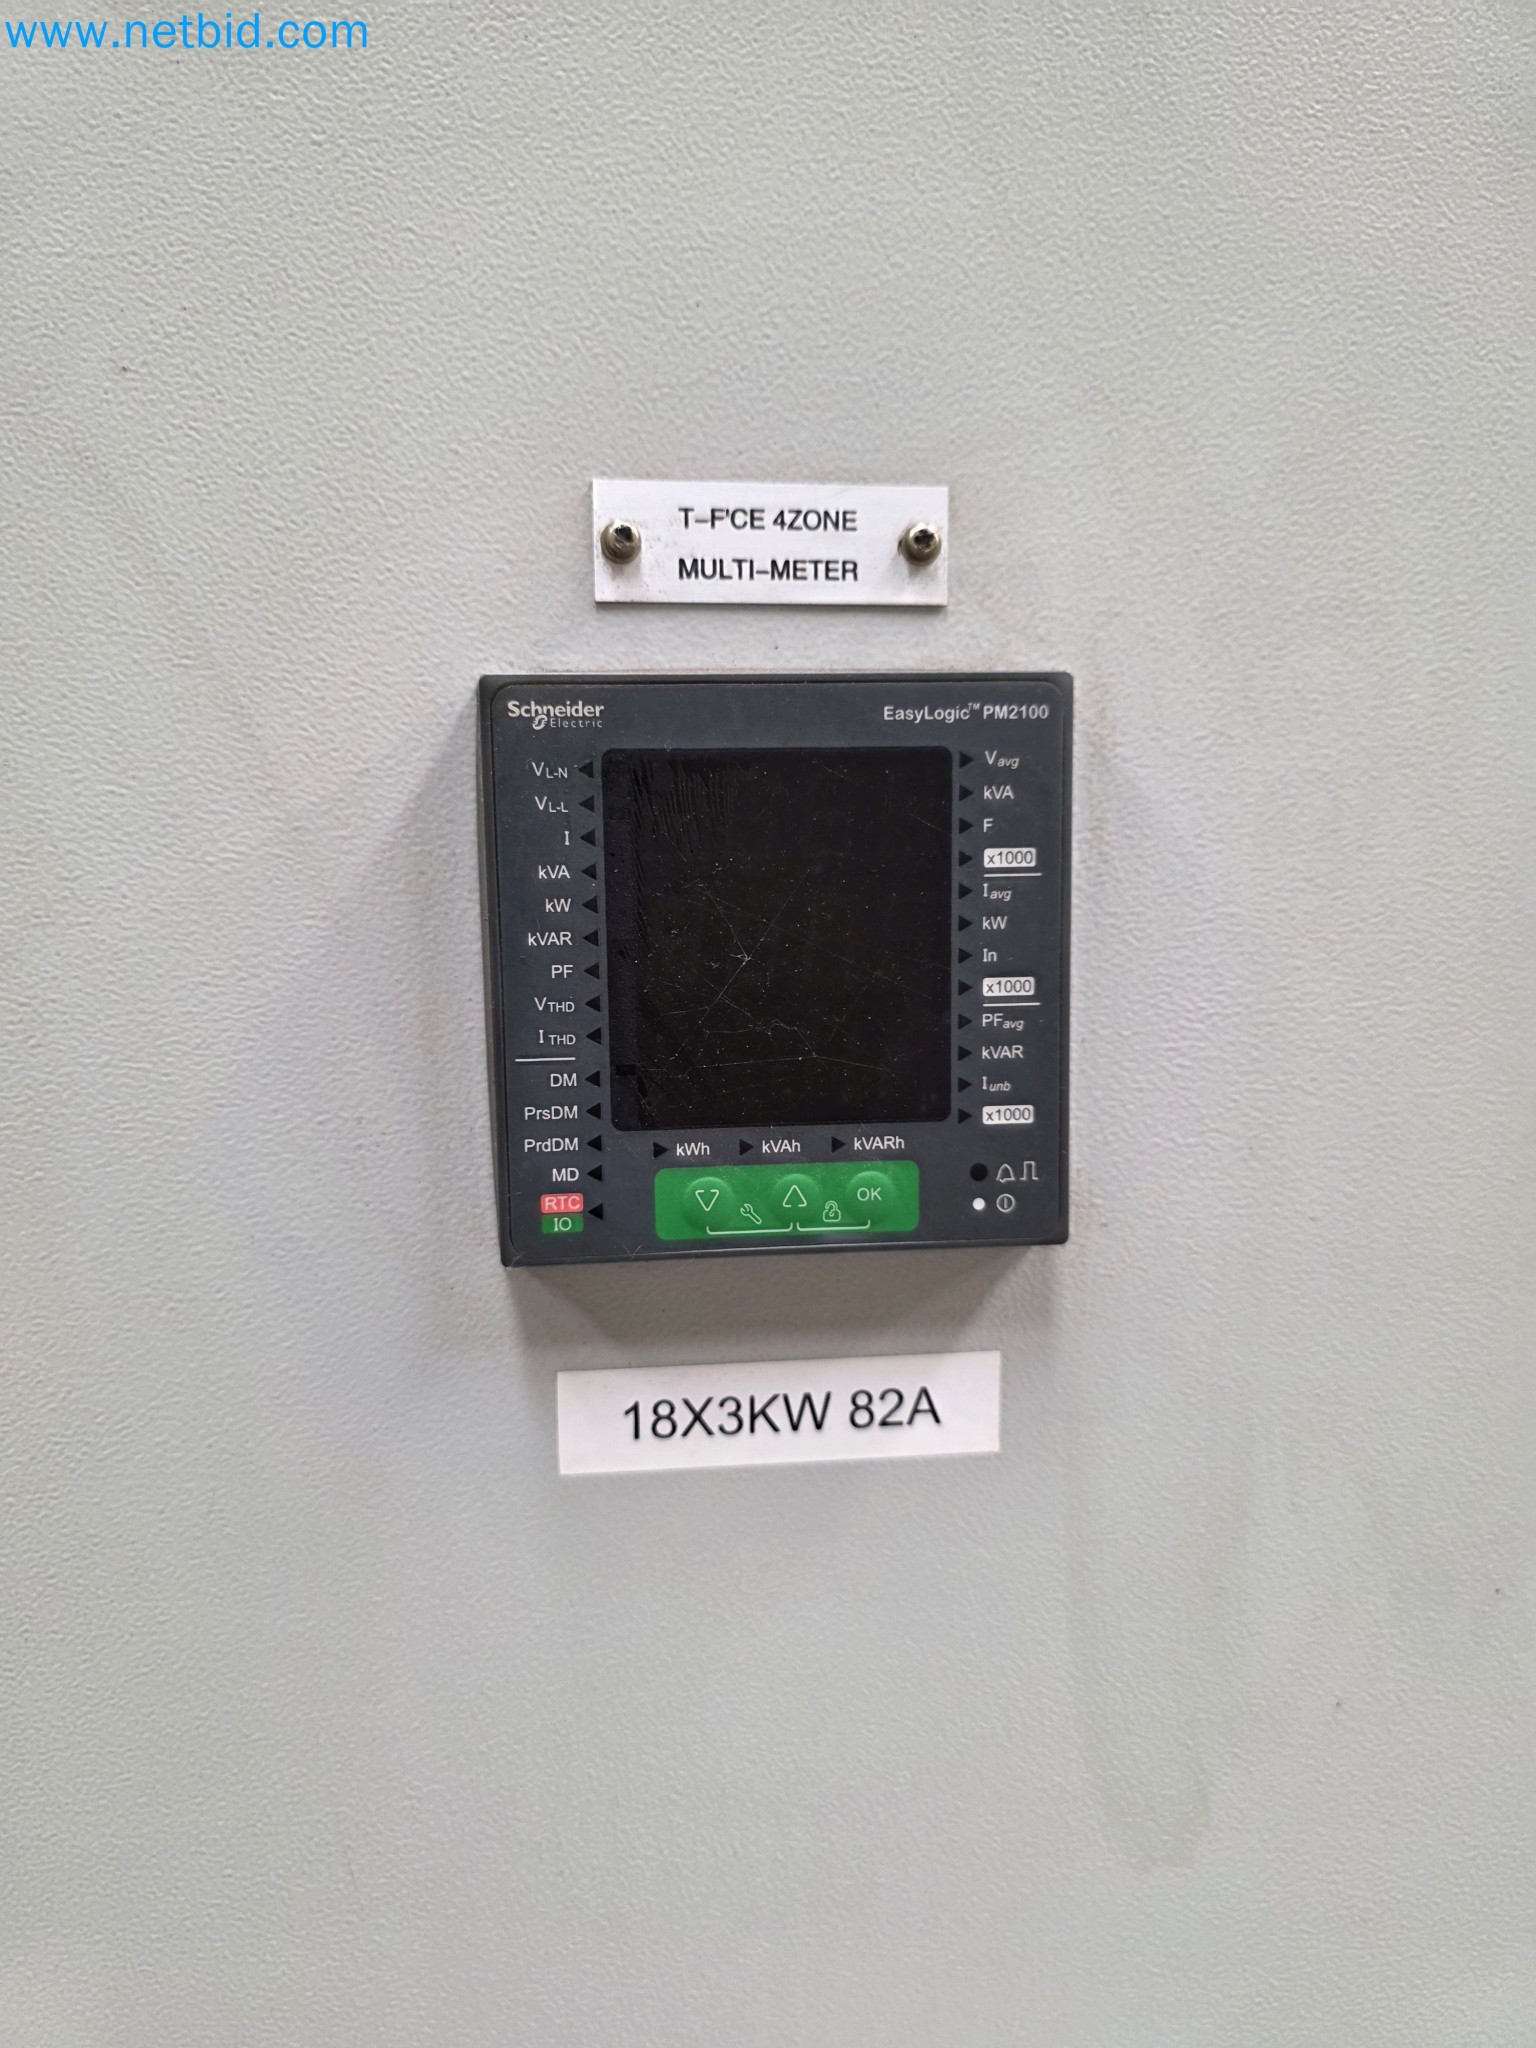 www.netbid.com
T-F'CE 4ZONE
MULTI-METER
Schneider
Electric
EasyLogic™ PM2100
VL-N
VL-L
I
kVA
kW
kVAR
PF
VTHD
I THD
DM
PrsDM
PrdDM
MD
RTC
IO
Vavg
kVA
F
x1000
Iavg
kW
In
x1000
PFavg
kVAR
Iunb
x1000
kWh kVAh kVARh
OK
18X3KW 82A